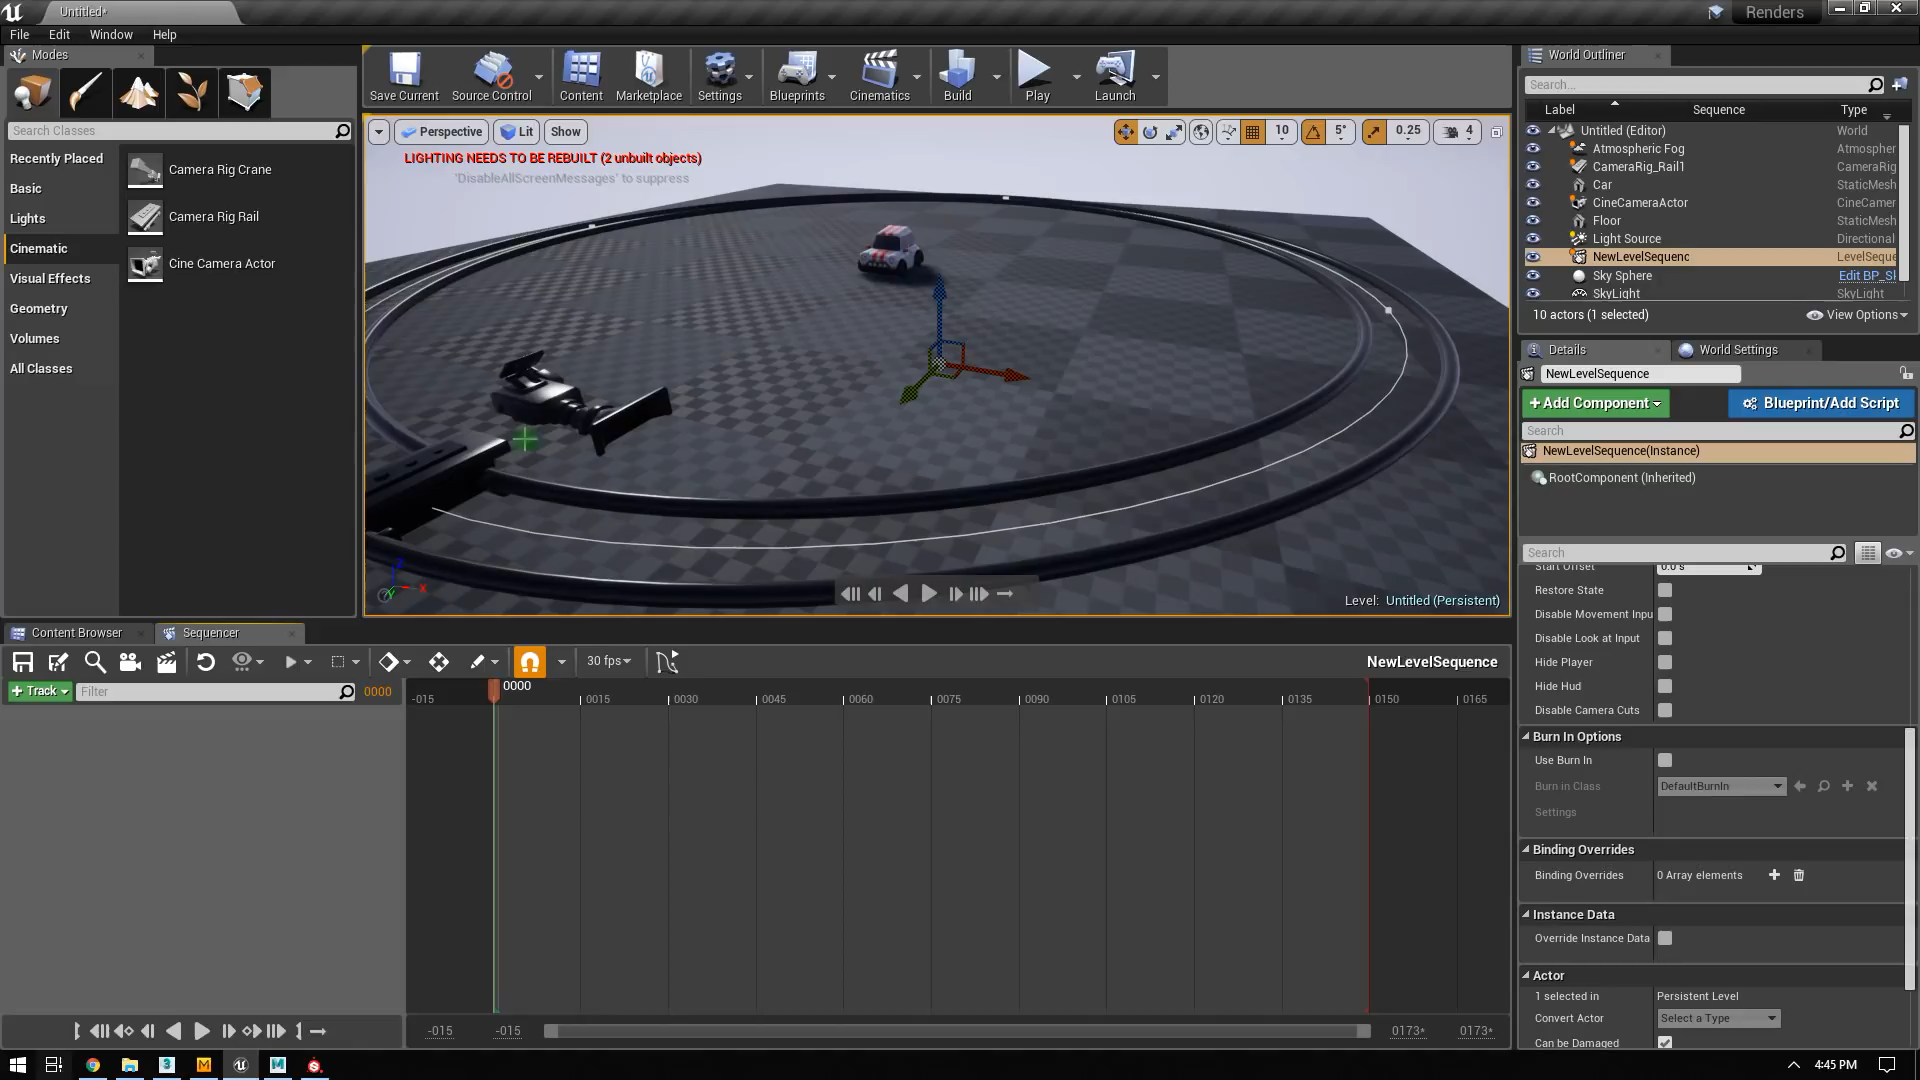 Untitled*
Renders
File Edit Window Help
Modes
Save Current
Source Control
Content
Marketplace
Settings
Blueprints
Cinematics
Build
Play
Launch
Search Classes
Recently Placed
Basic
Lights
Cinematic
Visual Effects
Geometry
Volumes
All Classes
Camera Rig Crane
Camera Rig Rail
Cine Camera Actor
Perspective Lit Show
10 5° 0.25 4
LIGHTING NEEDS TO BE REBUILT (2 unbuilt objects)
'DisableAllScreenMessages' to suppress
Level: Untitled (Persistent)
World Outliner
Search...
Label Sequence Type
Untitled (Editor) World
Atmospheric Fog Atmospher
CameraRig_Rail1 CameraRig
Car StaticMesh
CineCameraActor CineCamer
Floor StaticMesh
Light Source Directional
NewLevelSequenc LevelSeque
Sky Sphere Edit BP_Sk
SkyLight SkyLight
10 actors (1 selected) View Options
Details World Settings
NewLevelSequence
+Add Component Blueprint/Add Script
Search
NewLevelSequence(Instance)
RootComponent (Inherited)
Search
Start Offset 0.0 s
Restore State
Disable Movement Inpu
Disable Look at Input
Hide Player
Hide Hud
Disable Camera Cuts
Burn In Options
Use Burn In
Burn in Class DefaultBurnIn
Settings
Binding Overrides
Binding Overrides 0 Array elements
Instance Data
Override Instance Data
Actor
1 selected in Persistent Level
Convert Actor Select a Type
Can be Damaged
Content Browser Sequencer
30 fps NewLevelSequence
+ Track Filter 0000
0000
-015 0015 0030 0045 0060 0075 0090 0105 0120 0135 0150 0165
-015 -015 0173* 0173*
4:45 PM